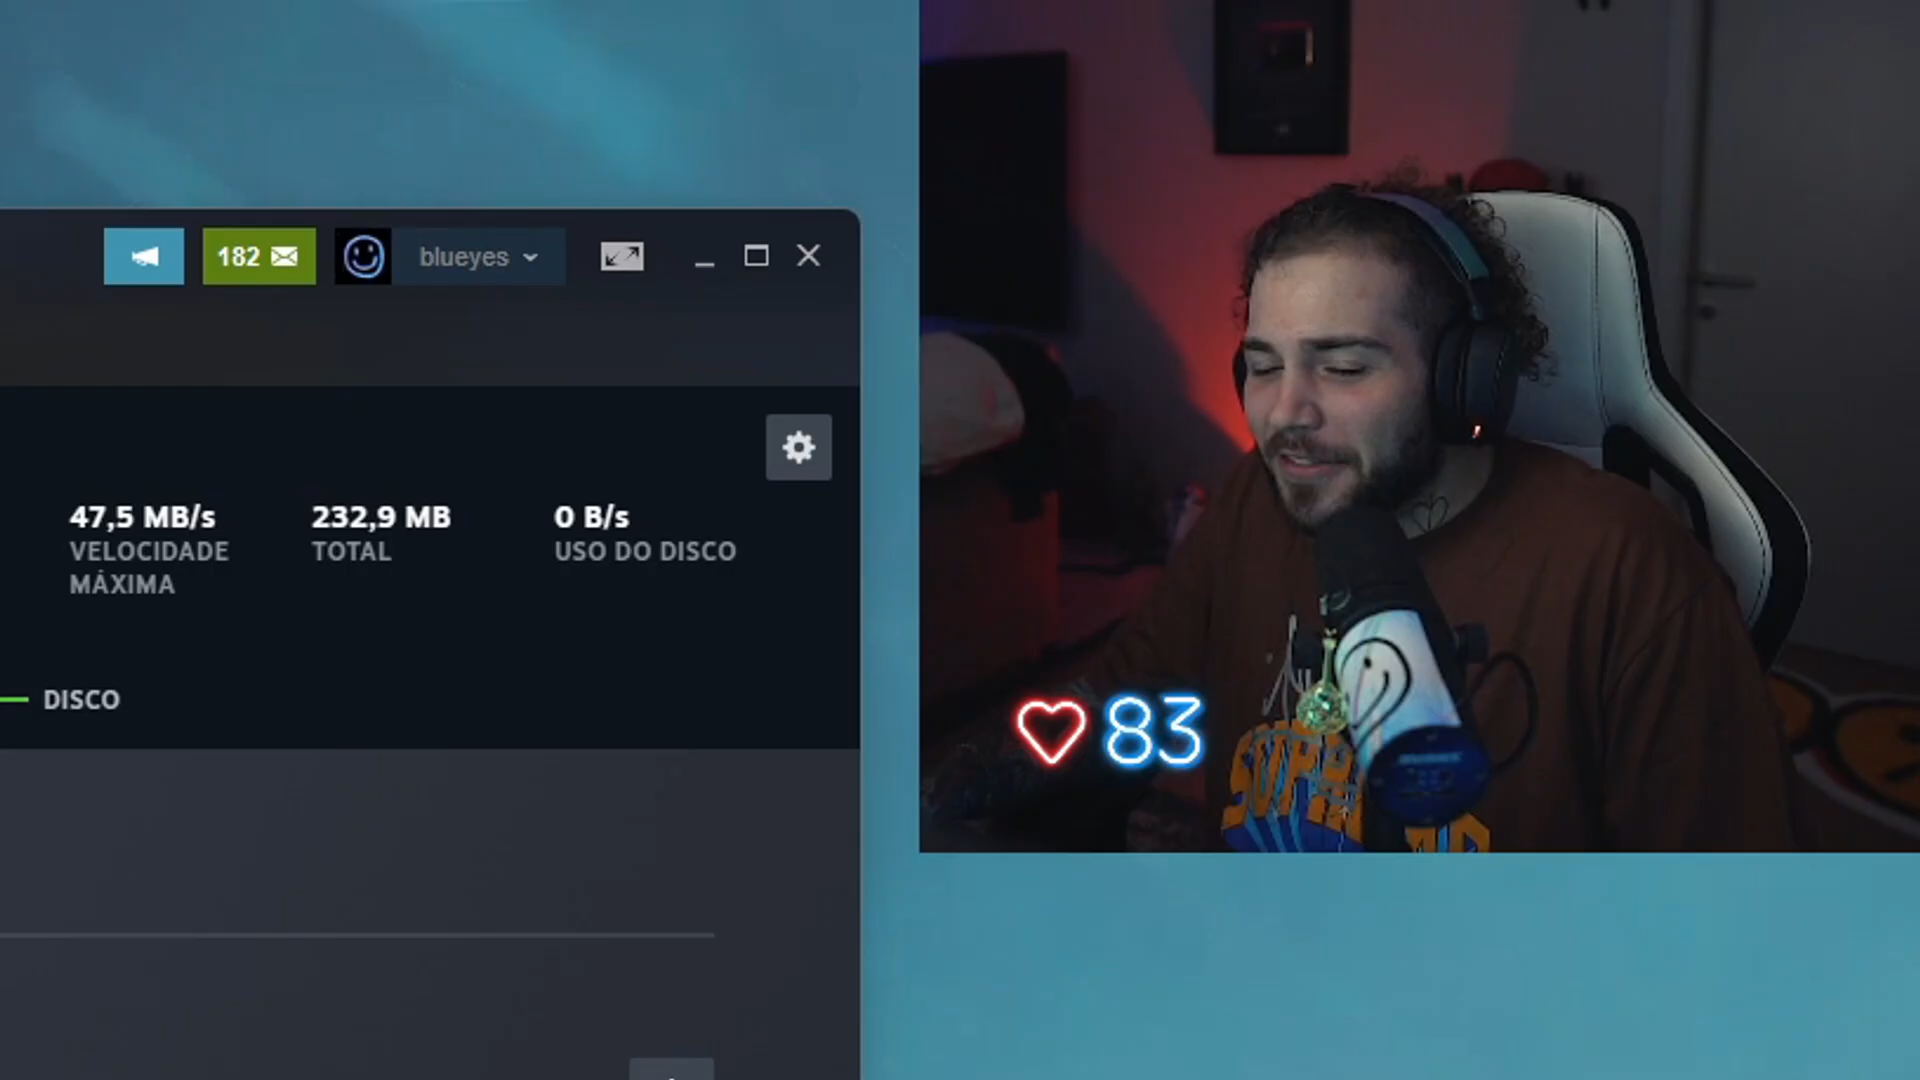 182
blueyes
47,5 MB/s
VELOCIDADE
MÁXIMA
232,9 MB
TOTAL
0 B/s
USO DO DISCO
DISCO
83